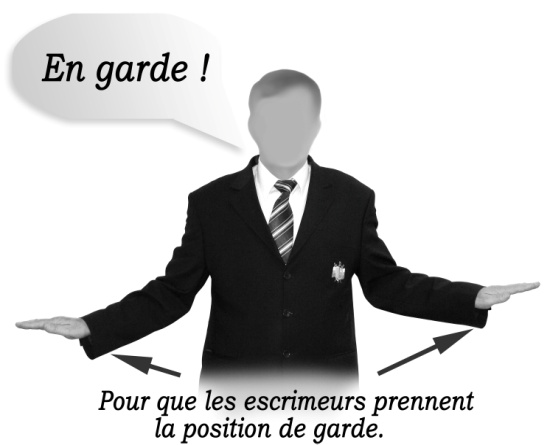 En garde !
Pour que les escrimeurs prennent
la position de garde.